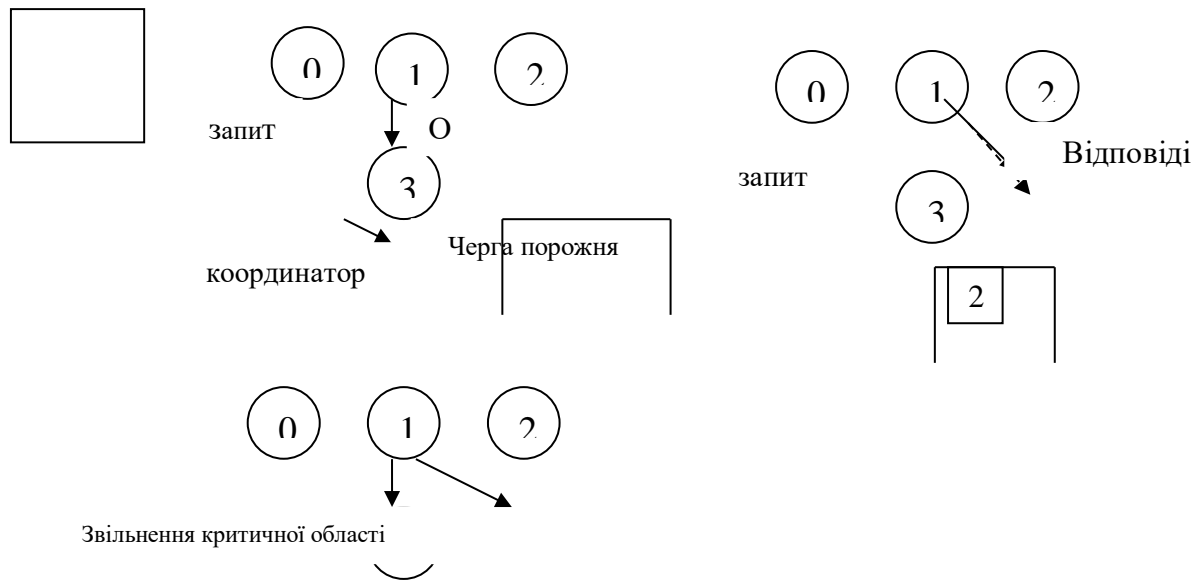 0 1 2
запит О
3
Черга порожня
координатор
0 1 2
Відповіді
запит
3
2
0 1 2
Звільнення критичної області